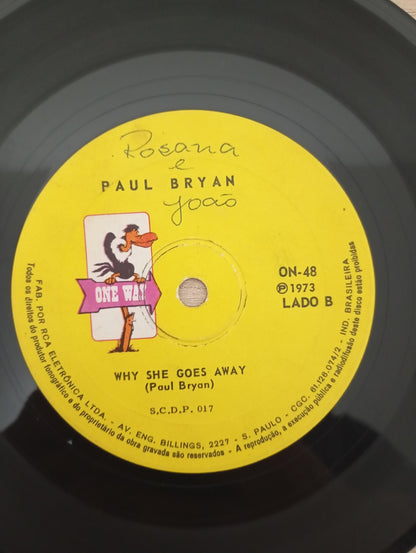 Rosana
e
PAUL BRYAN
João
ONE WAY
ON-48
Ⓟ 1973
LADO B
WHY SHE GOES AWAY
(Paul Bryan)
S.C.D.P. 017
FAB. POR RCA ELETRÔNICA LTDA. - AV. ENG. BILLINGS, 2227 - S. PAULO - CGC. 61.128.074/2 - IND. BRASILEIRA
Todos os direitos do produtor fonográfico e do proprietário da obra gravada são reservados - A reprodução, a execução pública e radiodifusão deste disco estão proibidas